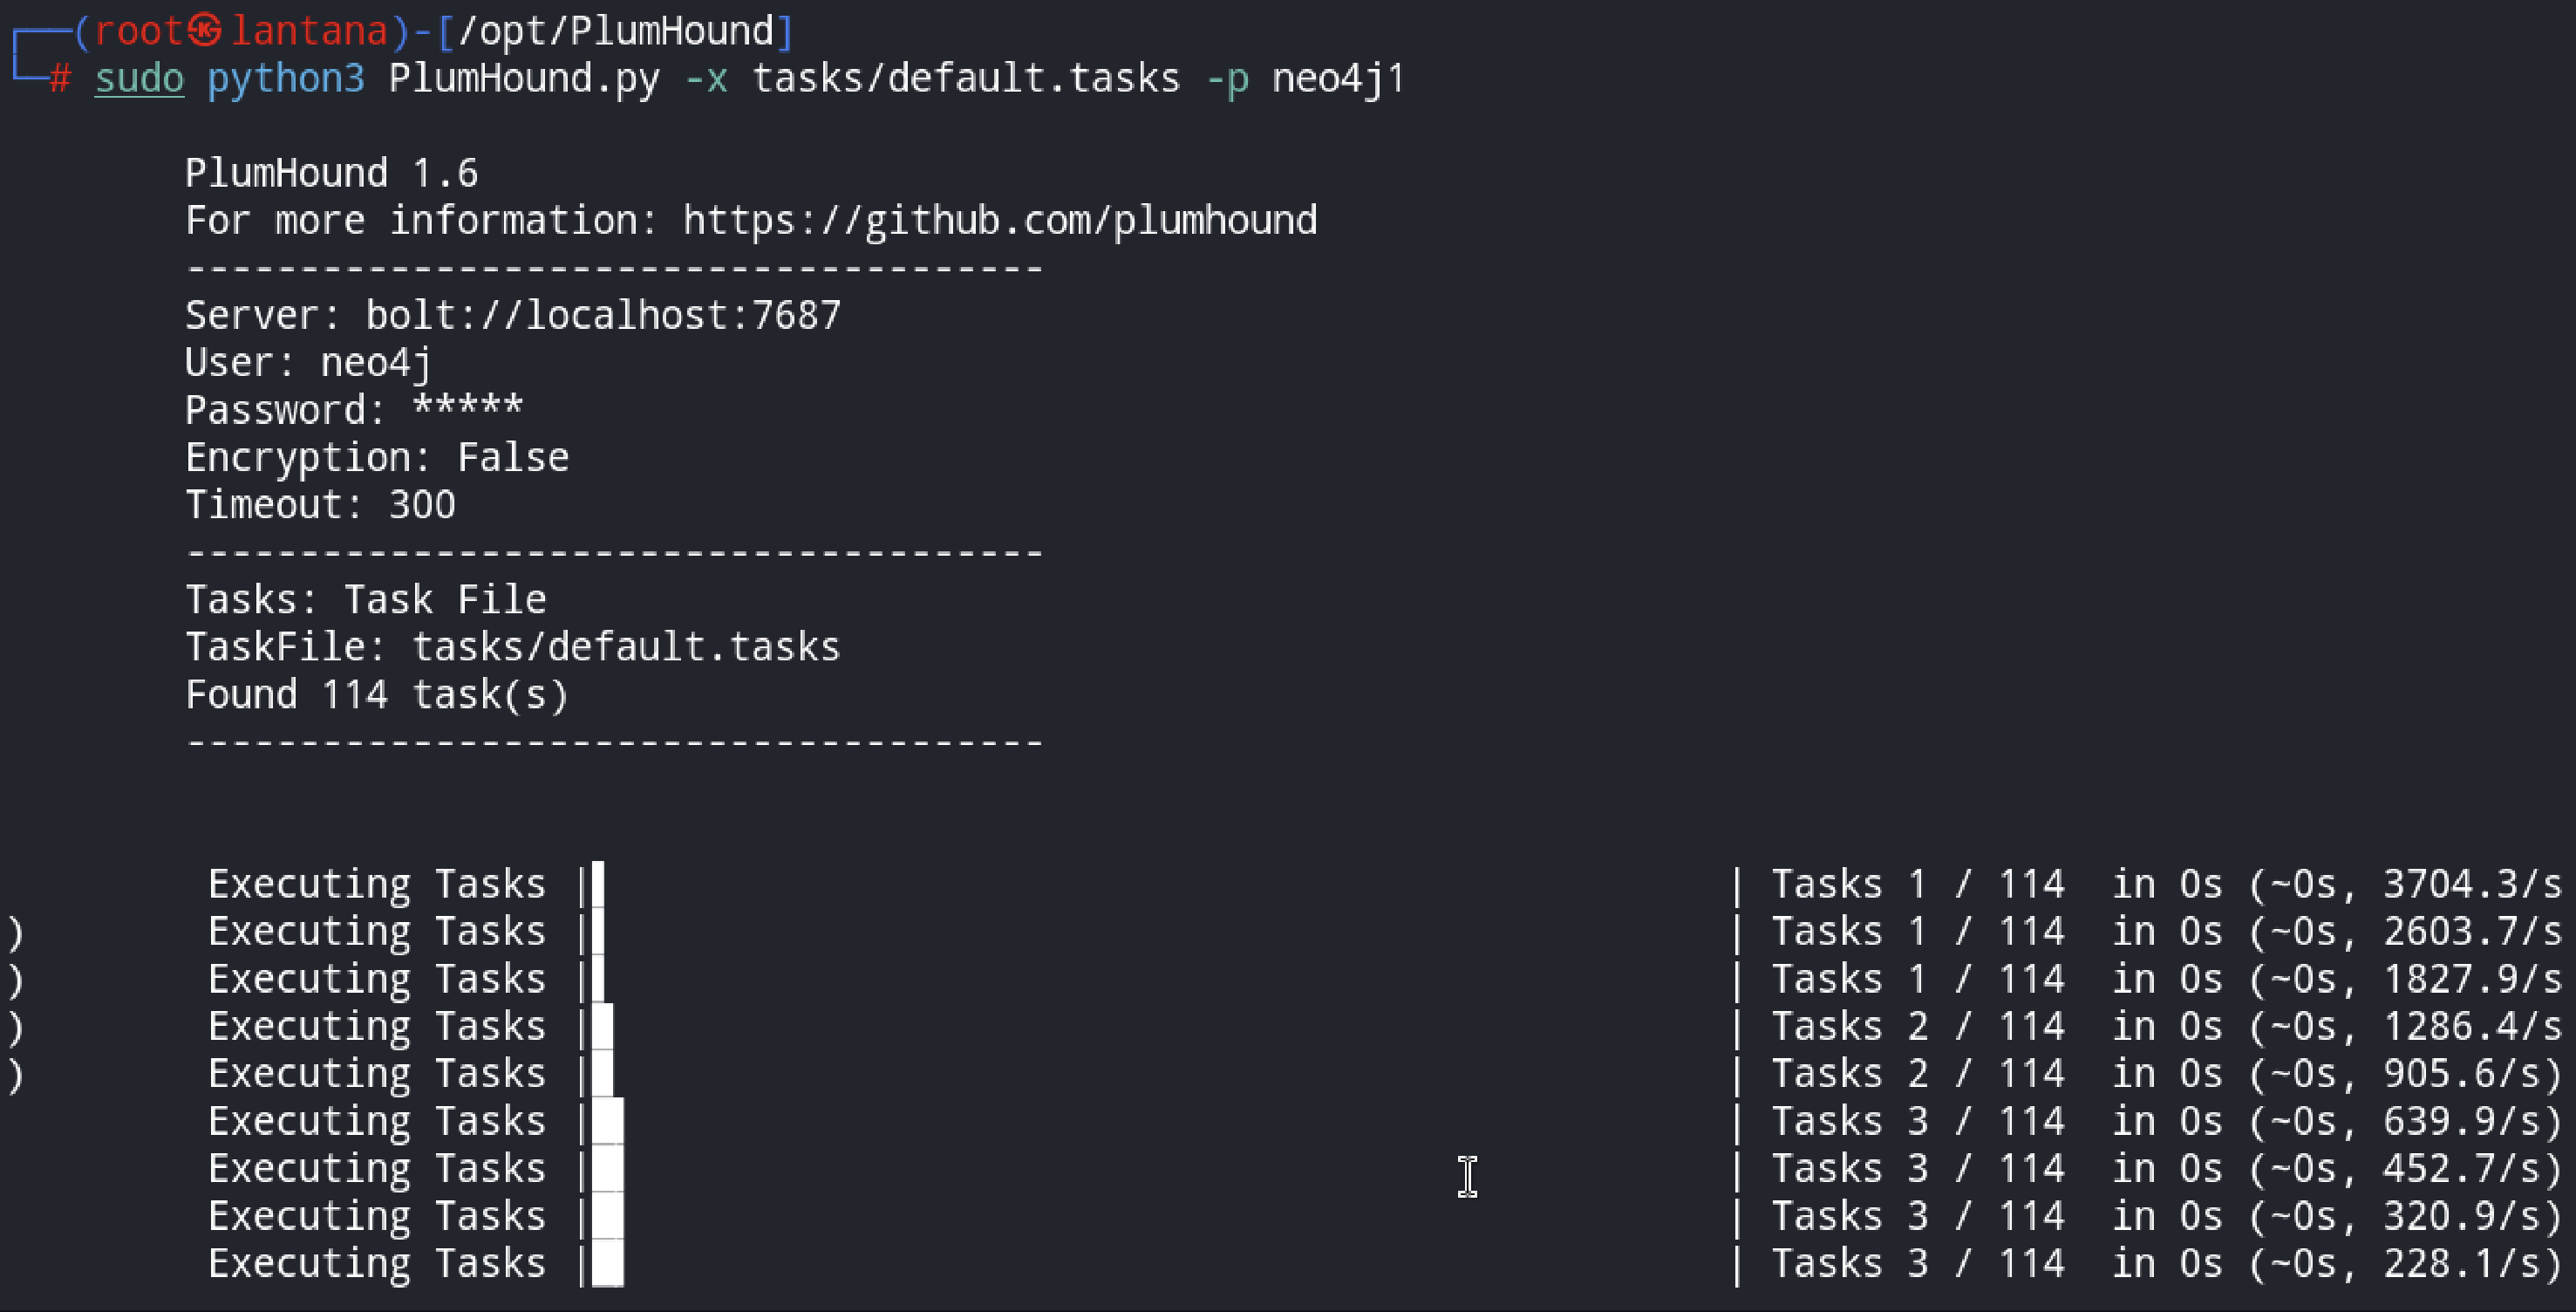 ┌──(root㉿lantana)-[/opt/PlumHound]
└─# sudo python3 PlumHound.py -x tasks/default.tasks -p neo4j1
PlumHound 1.6
For more information: https://github.com/plumhound
--------------------------------------
Server: bolt://localhost:7687
User: neo4j
Password: *****
Encryption: False
Timeout: 300
--------------------------------------
Tasks: Task File
TaskFile: tasks/default.tasks
Found 114 task(s)
--------------------------------------
Executing Tasks |█ | Tasks 1 / 114  in 0s (~0s, 3704.3/s
) Executing Tasks |█ | Tasks 1 / 114  in 0s (~0s, 2603.7/s
) Executing Tasks |█ | Tasks 1 / 114  in 0s (~0s, 1827.9/s
) Executing Tasks |█ | Tasks 2 / 114  in 0s (~0s, 1286.4/s
) Executing Tasks |█ | Tasks 2 / 114  in 0s (~0s, 905.6/s)
Executing Tasks |█ | Tasks 3 / 114  in 0s (~0s, 639.9/s)
Executing Tasks |█ | Tasks 3 / 114  in 0s (~0s, 452.7/s)
Executing Tasks |█ | Tasks 3 / 114  in 0s (~0s, 320.9/s)
Executing Tasks |█ | Tasks 3 / 114  in 0s (~0s, 228.1/s)